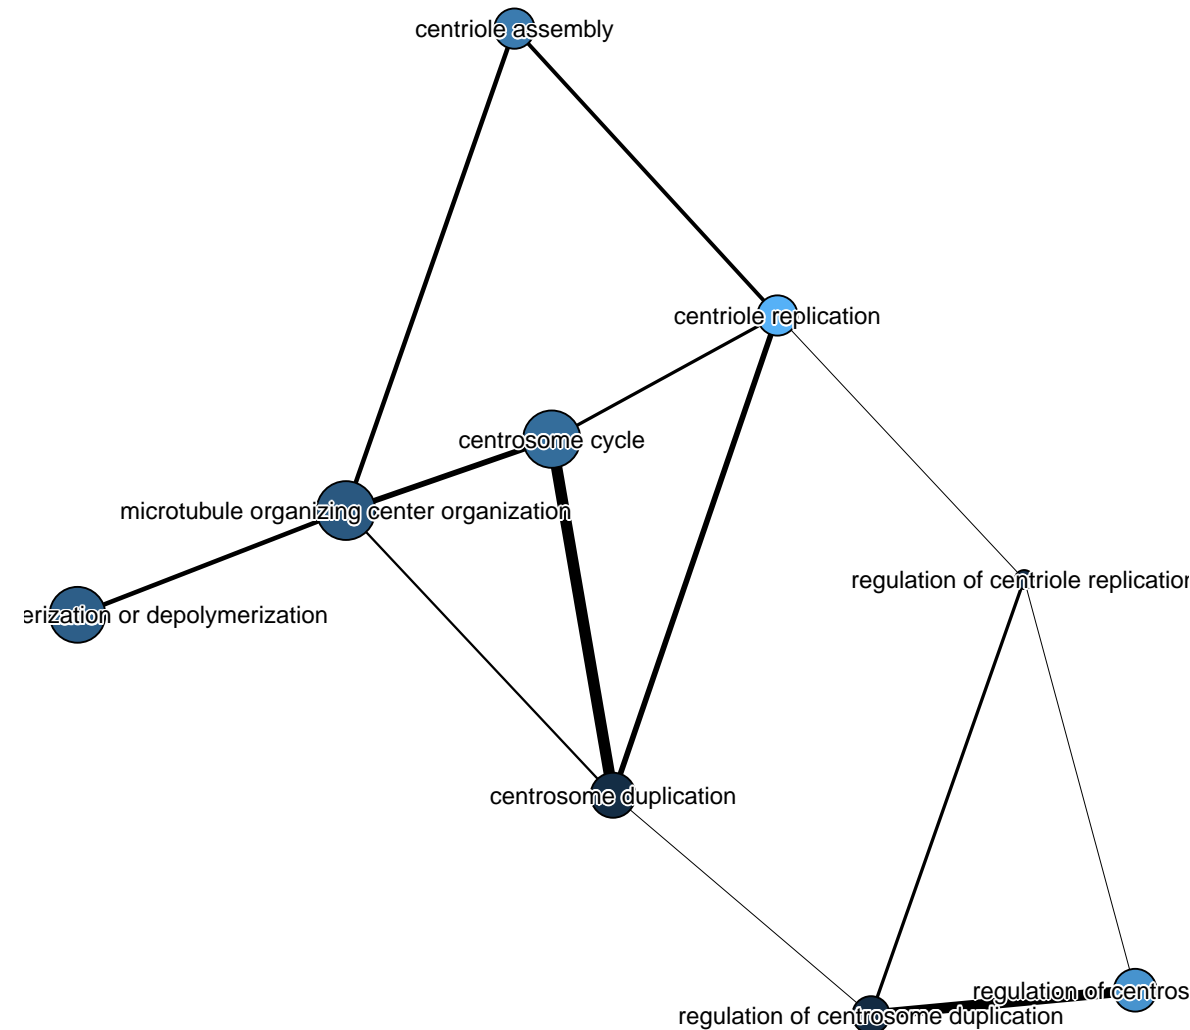 centriole assembly
centriole replication
centrosome cycle
microtubule organizing center organization
regulation of centriole replication
erization or depolymerization
centrosome duplication
regulation of centros
regulation of centrosome duplication